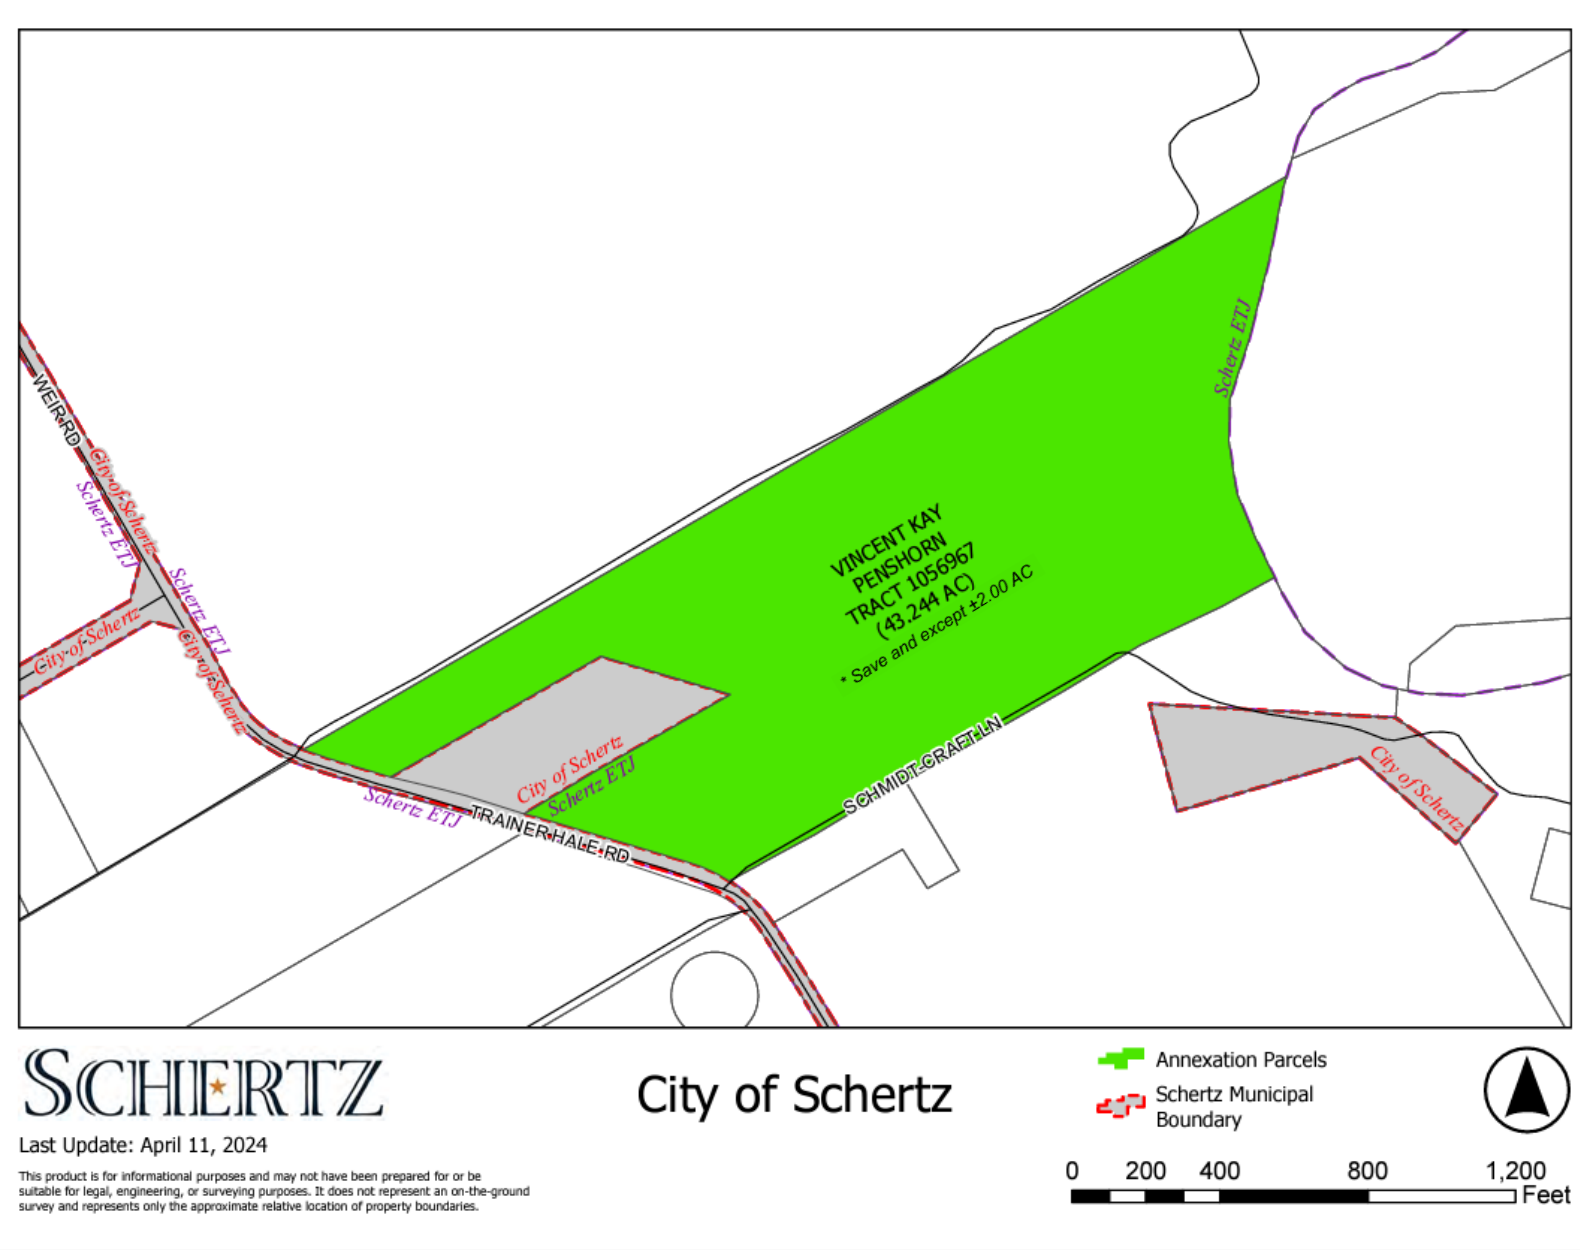 WEIR RD
City of Schertz
Schertz ETJ
Schertz ETJ
City of Schertz
City of Schertz
Schertz ETJ
VINCENT KAY
PENSHORN
TRACT 1056967
(43.244 AC)
* Save and except ±2.00 AC
City of Schertz
Schertz ETJ
Schertz ETJ
TRAINER HALE RD
SCHMIDT-CRAFT LN
City of Schertz
SCHERTZ
Last Update: April 11, 2024
This product is for informational purposes and may not have been prepared for or be
suitable for legal, engineering, or surveying purposes. It does not represent an on-the-ground
survey and represents only the approximate relative location of property boundaries.
City of Schertz
Annexation Parcels
Schertz Municipal
Boundary
0 200 400 800 1,200
Feet